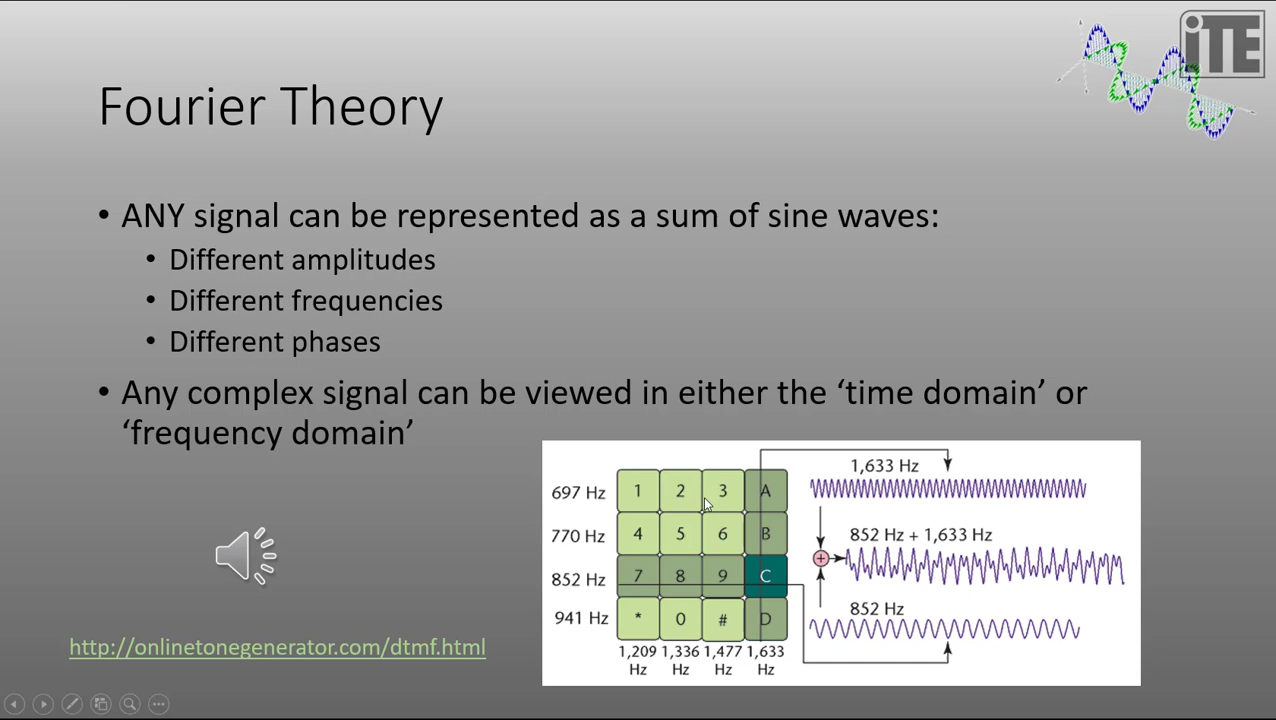 iTE
Fourier Theory
• ANY signal can be represented as a sum of sine waves:
• Different amplitudes
• Different frequencies
• Different phases
• Any complex signal can be viewed in either the ‘time domain’ or
‘frequency domain’
1,633 Hz
697 Hz 1 2 3 A
770 Hz 4 5 6 B
852 Hz + 1,633 Hz
852 Hz 7 8 9 C
852 Hz
941 Hz * 0 # D
1,209 1,336 1,477 1,633
Hz Hz Hz Hz
http://onlinetonegenerator.com/dtmf.html